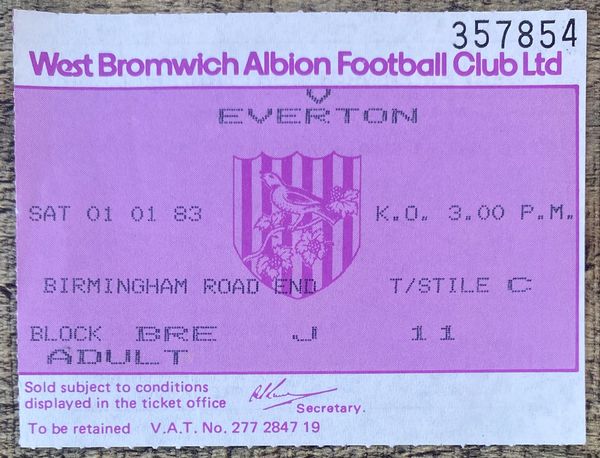 357854
West Bromwich Albion Football Club Ltd
V
EVERTON
SAT 01 01 83 K.O. 3.00 P.M.
BIRMINGHAM ROAD END T/STILE C
BLOCK BRE J 11
ADULT
Sold subject to conditions
displayed in the ticket office
Secretary.
To be retained V.A.T. No. 277 2847 19